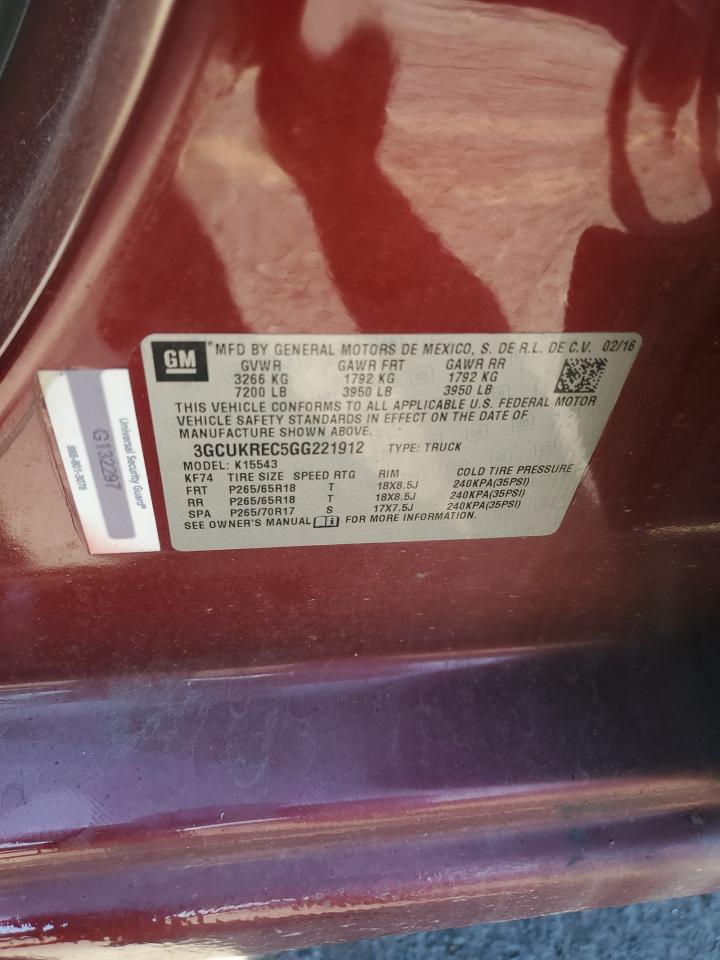 GM
MFD BY GENERAL MOTORS DE MEXICO, S. DE R.L. DE C.V. 02/16
GVWR GAWR FRT GAWR RR
3266 KG 1792 KG 1792 KG
7200 LB 3950 LB 3950 LB
THIS VEHICLE CONFORMS TO ALL APPLICABLE U.S. FEDERAL MOTOR
VEHICLE SAFETY STANDARDS IN EFFECT ON THE DATE OF
MANUFACTURE SHOWN ABOVE.
3GCUKREC5GG221912 TYPE: TRUCK
MODEL: K15543
KF74 TIRE SIZE SPEED RTG RIM COLD TIRE PRESSURE
FRT P265/65R18 T 18X8.5J 240KPA(35PSI)
RR P265/65R18 T 18X8.5J 240KPA(35PSI)
SPA P265/70R17 S 17X7.5J 240KPA(35PSI)
SEE OWNER'S MANUAL FOR MORE INFORMATION.
Universal Security Guard®
G132297
888-801-3078